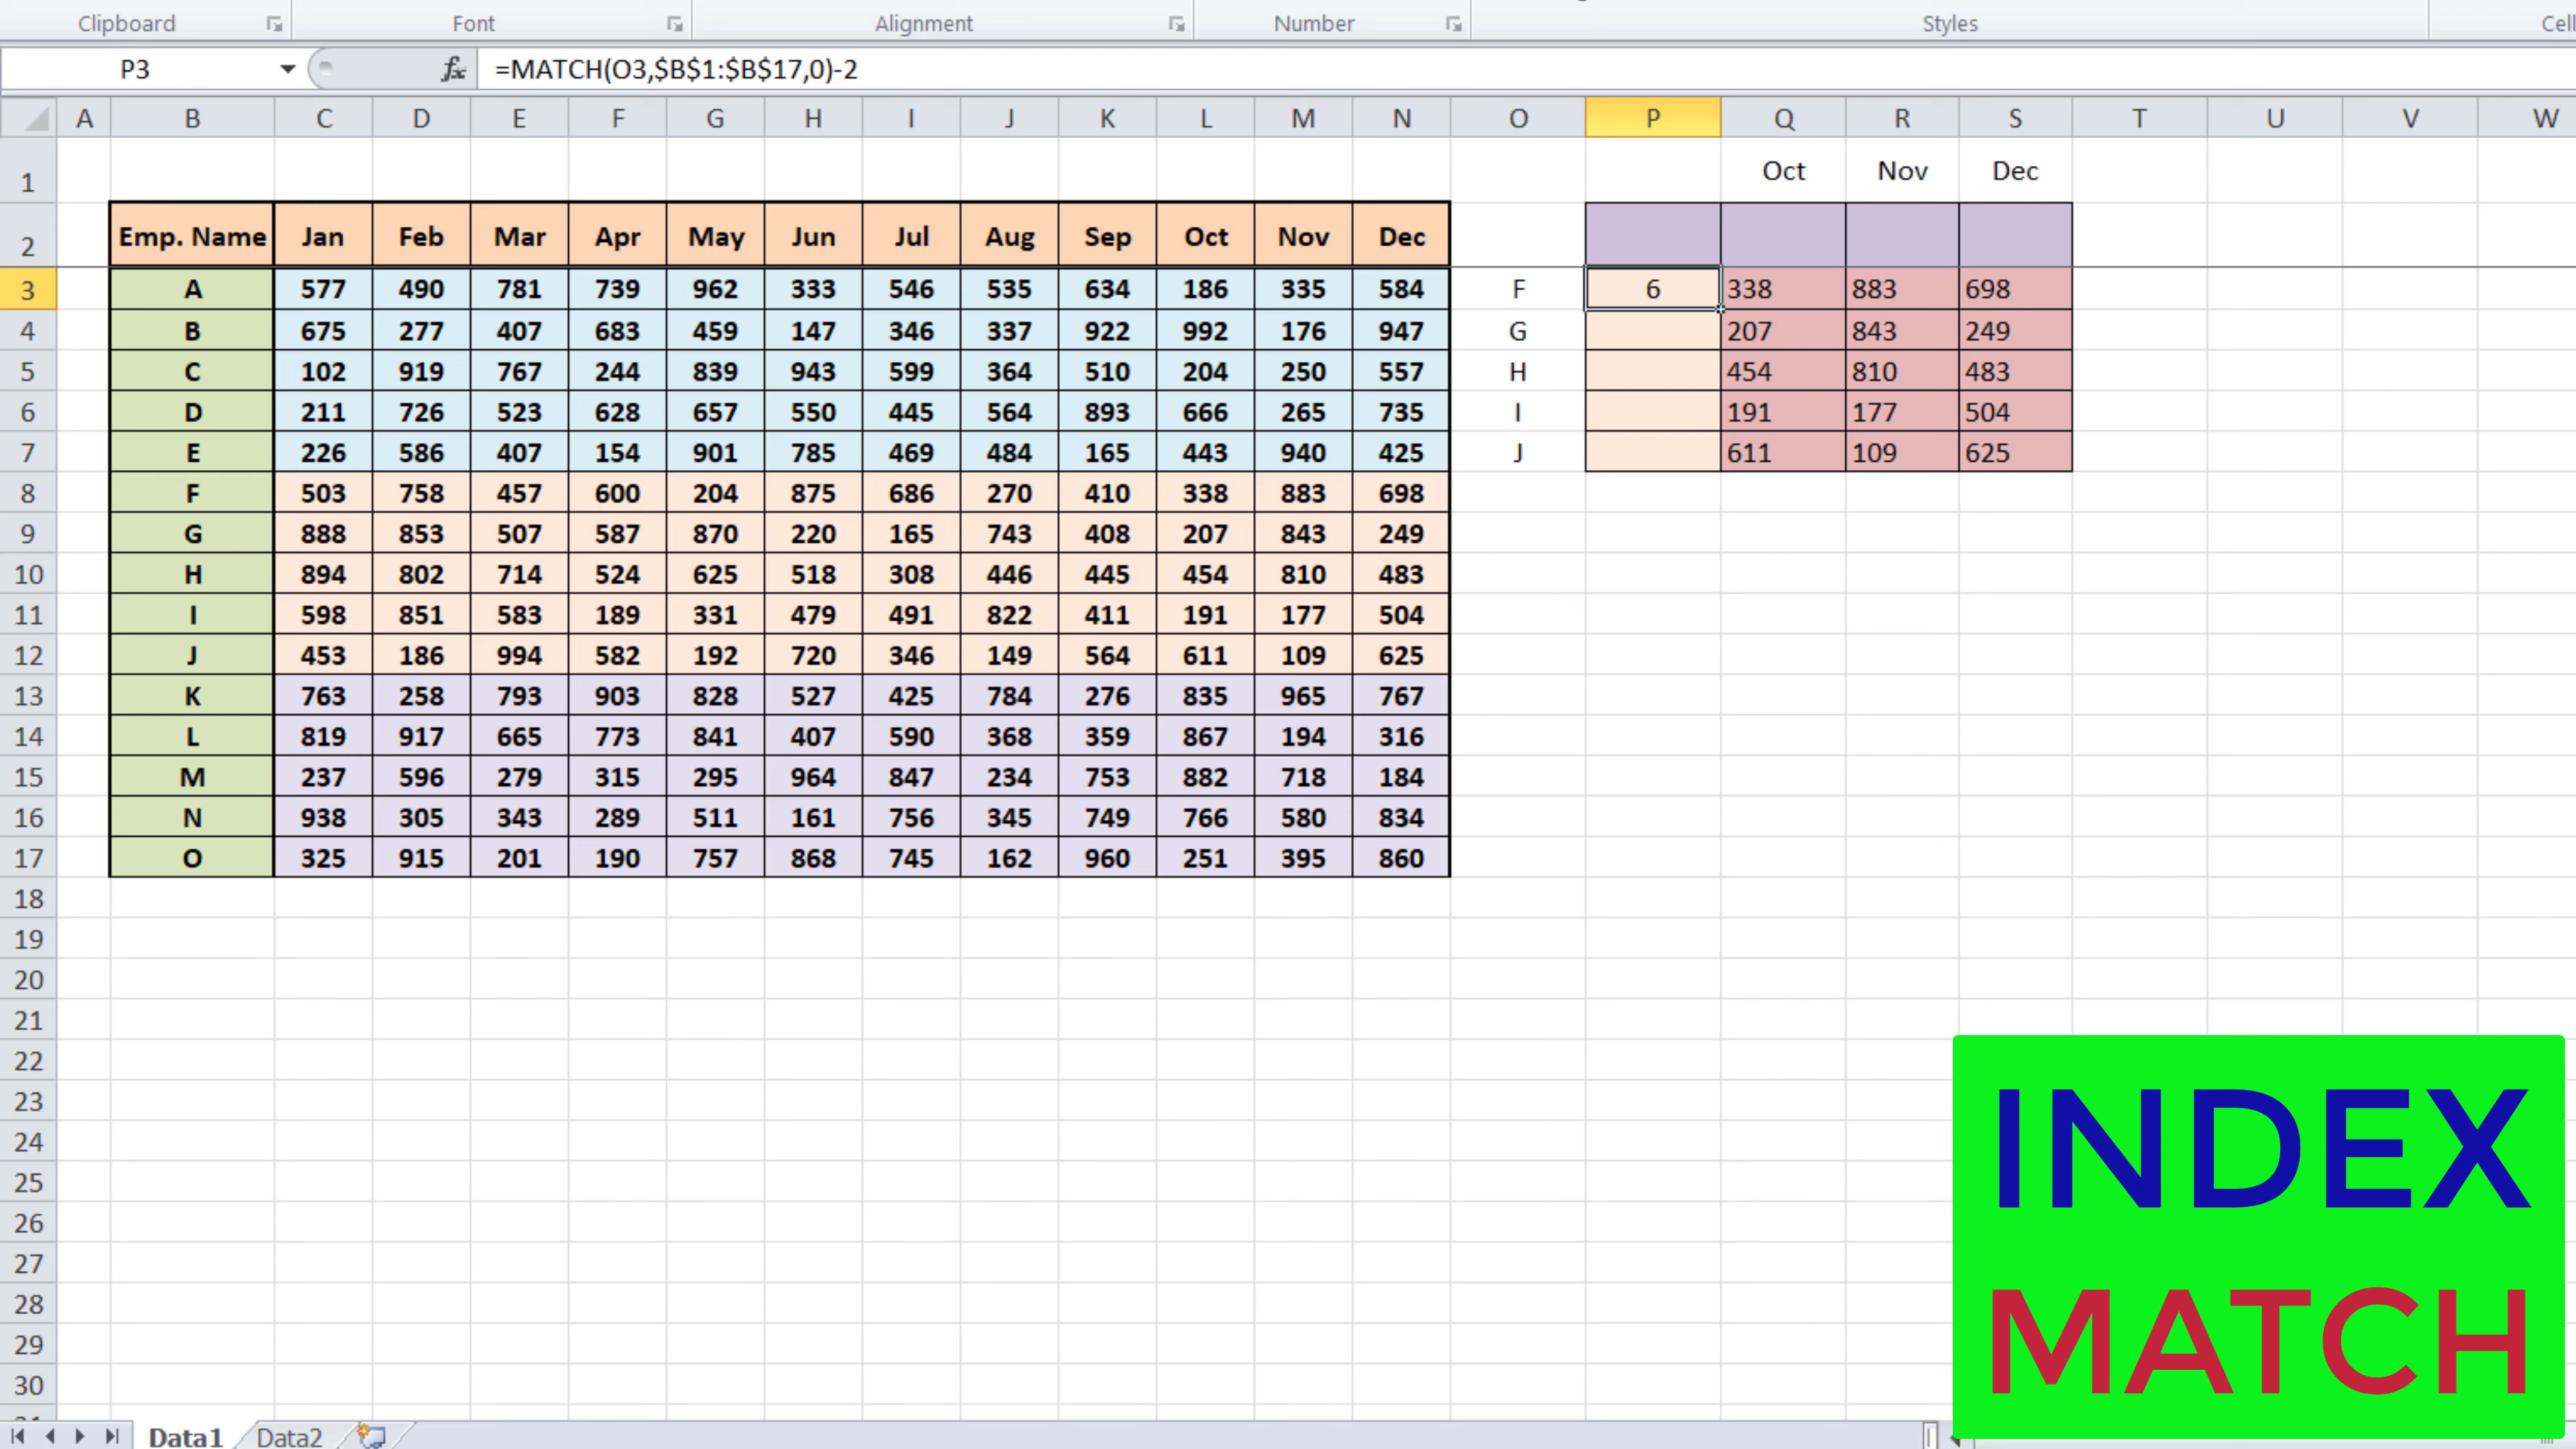 Clipboard Font Alignment Number Styles Cell
P3 fx =MATCH(O3,$B$1:$B$17,0)-2
A B C D E F G H I J K L M N O P Q R S T U V W
1 Oct Nov Dec
2 Emp. Name Jan Feb Mar Apr May Jun Jul Aug Sep Oct Nov Dec
3 A 577 490 781 739 962 333 546 535 634 186 335 584 F 6 338 883 698
4 B 675 277 407 683 459 147 346 337 922 992 176 947 G 207 843 249
5 C 102 919 767 244 839 943 599 364 510 204 250 557 H 454 810 483
6 D 211 726 523 628 657 550 445 564 893 666 265 735 I 191 177 504
7 E 226 586 407 154 901 785 469 484 165 443 940 425 J 611 109 625
8 F 503 758 457 600 204 875 686 270 410 338 883 698
9 G 888 853 507 587 870 220 165 743 408 207 843 249
10 H 894 802 714 524 625 518 308 446 445 454 810 483
11 I 598 851 583 189 331 479 491 822 411 191 177 504
12 J 453 186 994 582 192 720 346 149 564 611 109 625
13 K 763 258 793 903 828 527 425 784 276 835 965 767
14 L 819 917 665 773 841 407 590 368 359 867 194 316
15 M 237 596 279 315 295 964 847 234 753 882 718 184
16 N 938 305 343 289 511 161 756 345 749 766 580 834
17 O 325 915 201 190 757 868 745 162 960 251 395 860
18
19
20
21
22
23
24
25
26
27
28
29
30
INDEX
MATCH
Data1 Data2